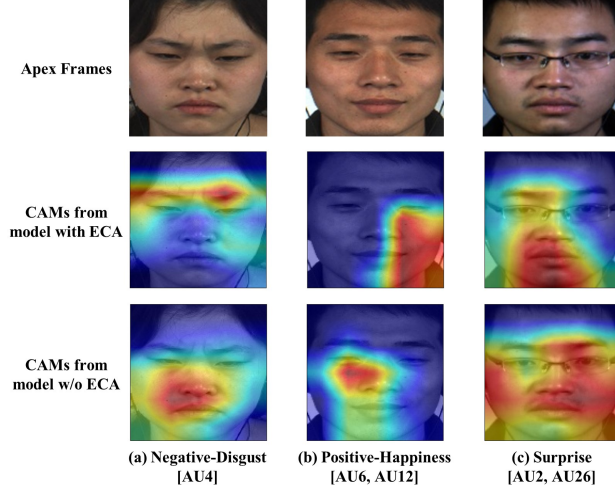 Apex Frames
CAMs from
model with ECA
CAMs from
model w/o ECA
(a) Negative-Disgust
[AU4]
(b) Positive-Happiness
[AU6, AU12]
(c) Surprise
[AU2, AU26]